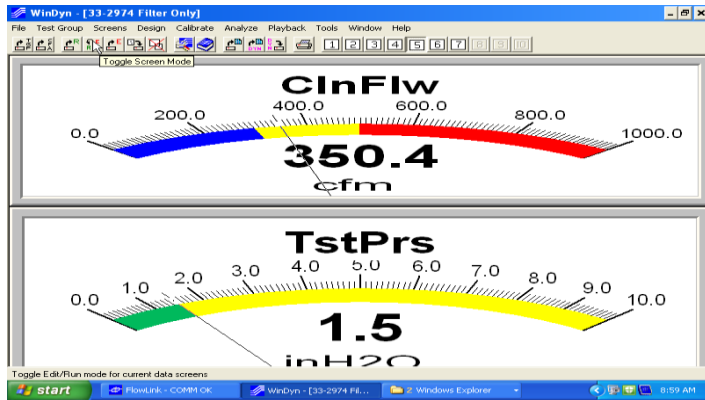 WinDyn - [33-2974 Filter Only]
File Test Group Screens Design Calibrate Analyze Playback Tools Window Help
1 2 3 4 5 6 7 8 9 10
Toggle Screen Mode
ClnFlw
0.0 200.0 400.0 600.0 800.0 1000.0
350.4
cfm
TstPrs
0.0 1.0 2.0 3.0 4.0 5.0 6.0 7.0 8.0 9.0 10.0
1.5
inH2O
Toggle Edit/Run mode for current data screens
start FlowLink - COMM OK WinDyn - [33-2974 Fil... 2 Windows Explorer 8:59 AM